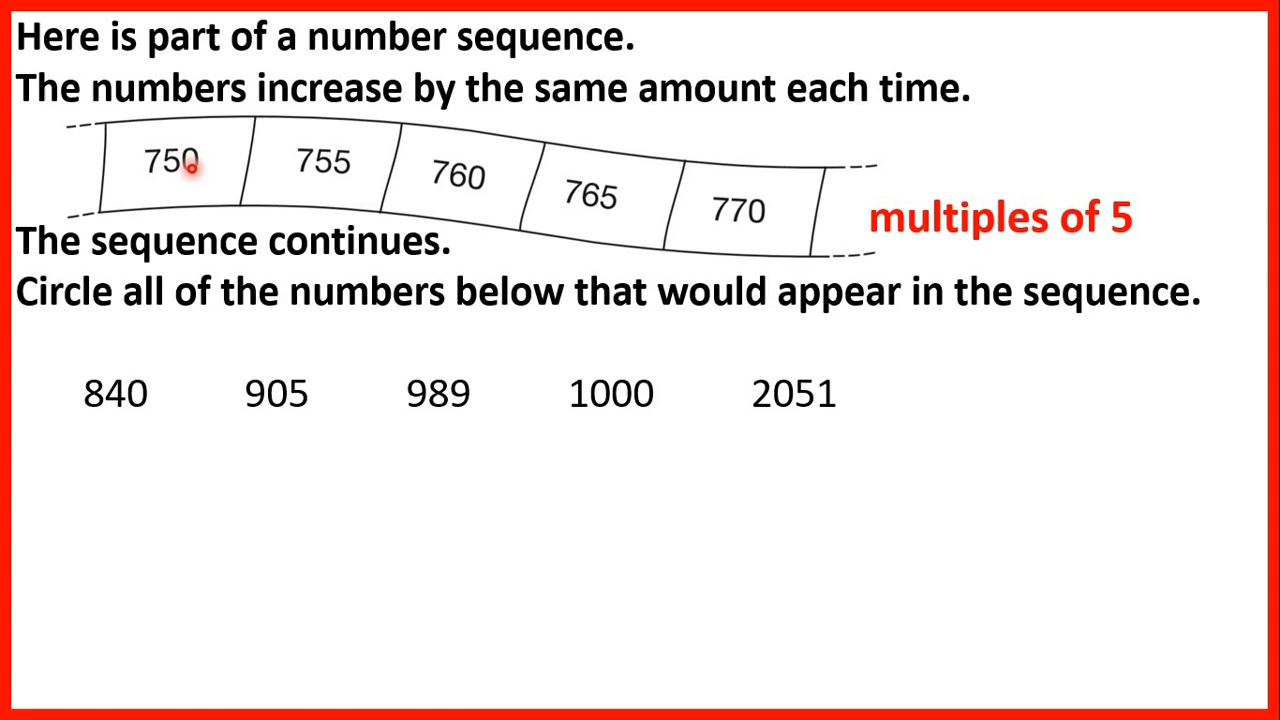 Here is part of a number sequence.
The numbers increase by the same amount each time.
750 755 760 765 770
multiples of 5
The sequence continues.
Circle all of the numbers below that would appear in the sequence.
840 905 989 1000 2051